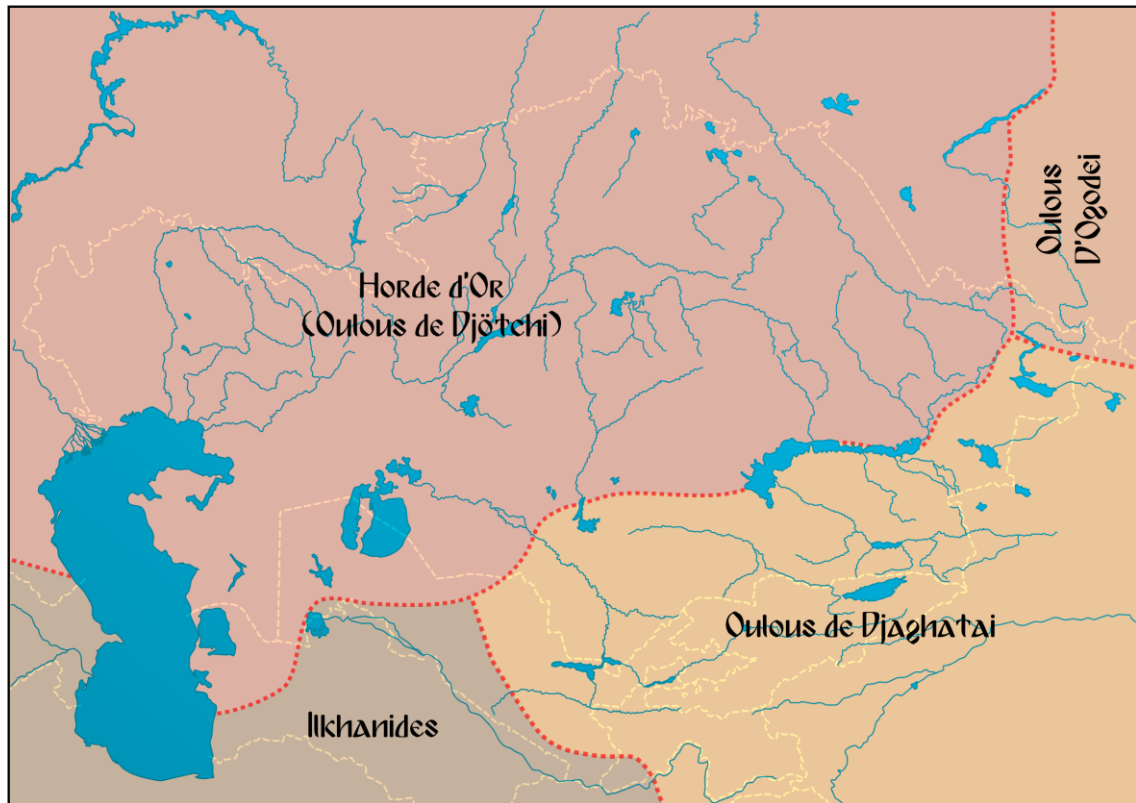 Oulous
D'Ogodei
Horde d'Or
(Oulous de Djötchi)
Oulous de Djaghatai
Ilkhanides